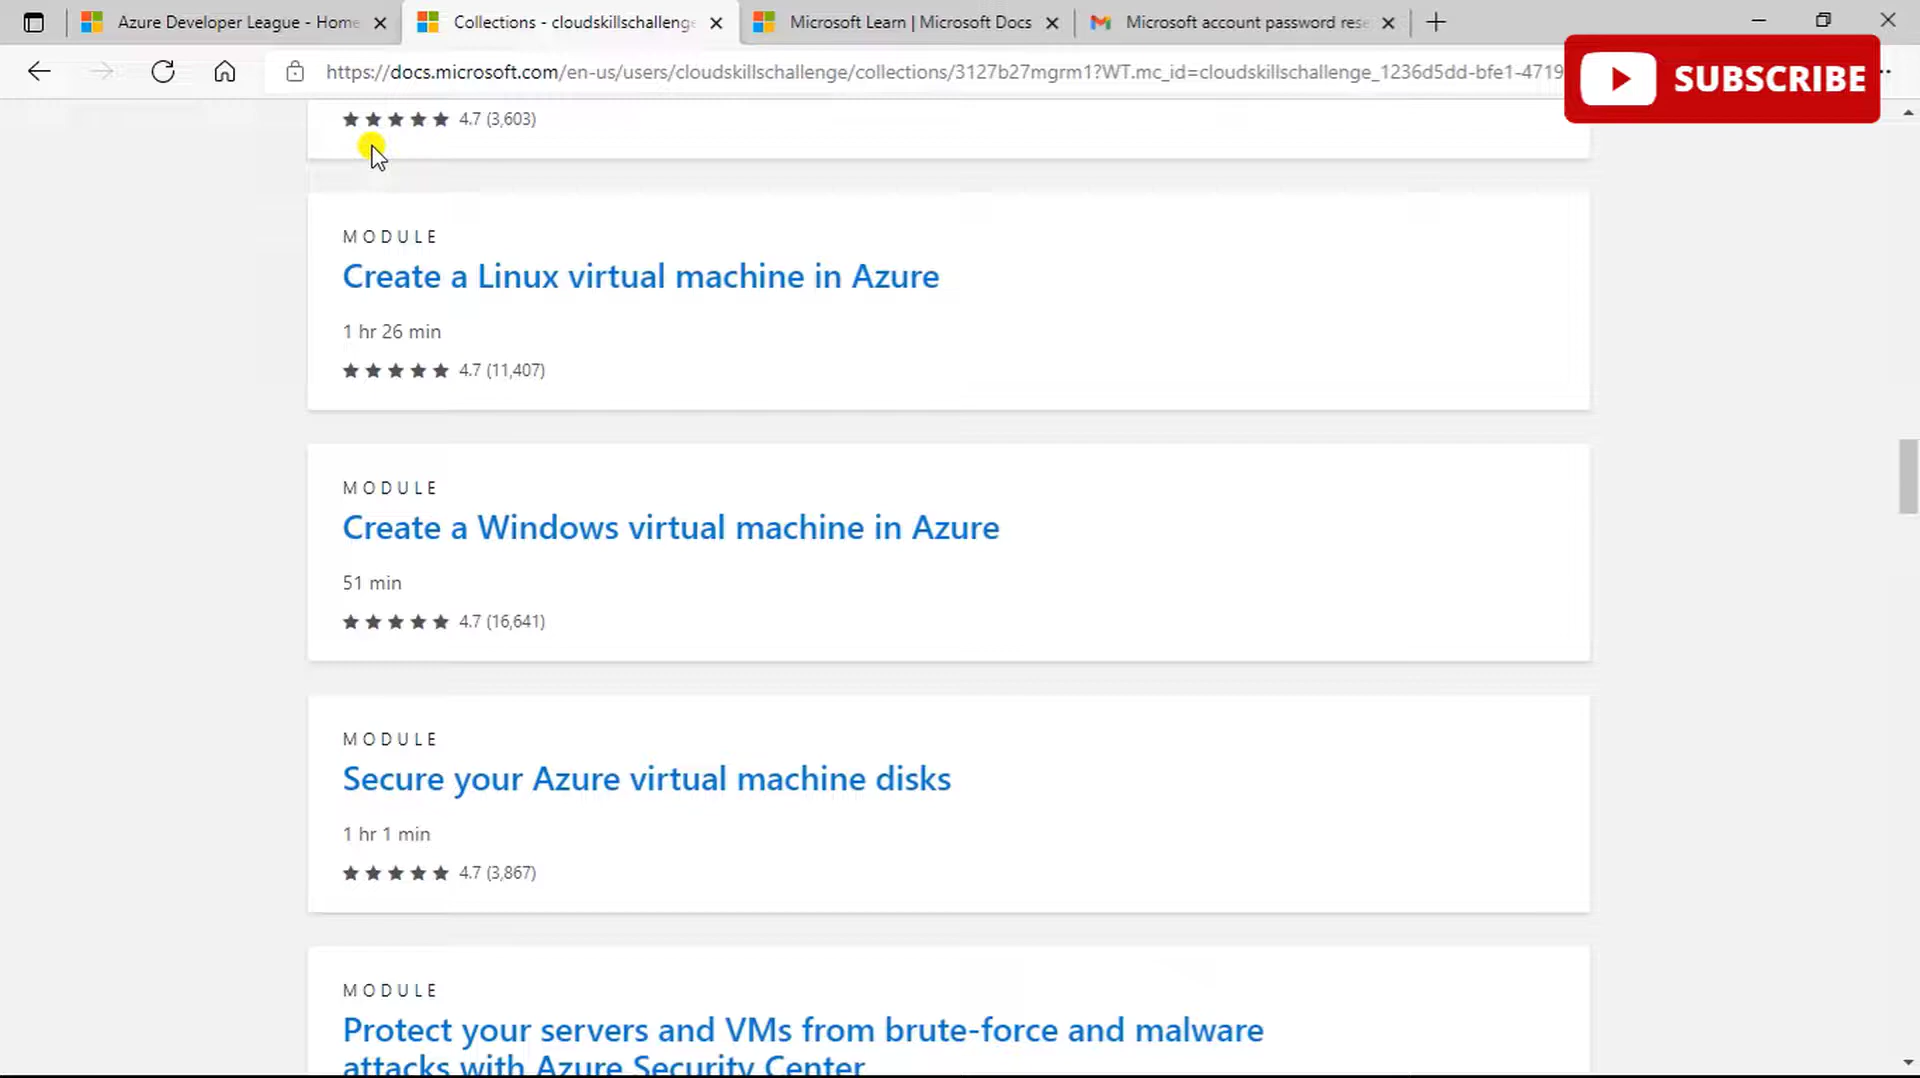 Azure Developer League - Home
Collections - cloudskillschallenge
Microsoft Learn | Microsoft Docs
Microsoft account password rese
https://docs.microsoft.com/en-us/users/cloudskillschallenge/collections/3127b27mgrm1?WT.mc_id=cloudskillschallenge_1236d5dd-bfe1-4719
SUBSCRIBE
4.7 (3,603)
MODULE
Create a Linux virtual machine in Azure
1 hr 26 min
4.7 (11,407)
MODULE
Create a Windows virtual machine in Azure
51 min
4.7 (16,641)
MODULE
Secure your Azure virtual machine disks
1 hr 1 min
4.7 (3,867)
MODULE
Protect your servers and VMs from brute-force and malware
attacks with Azure Security Center